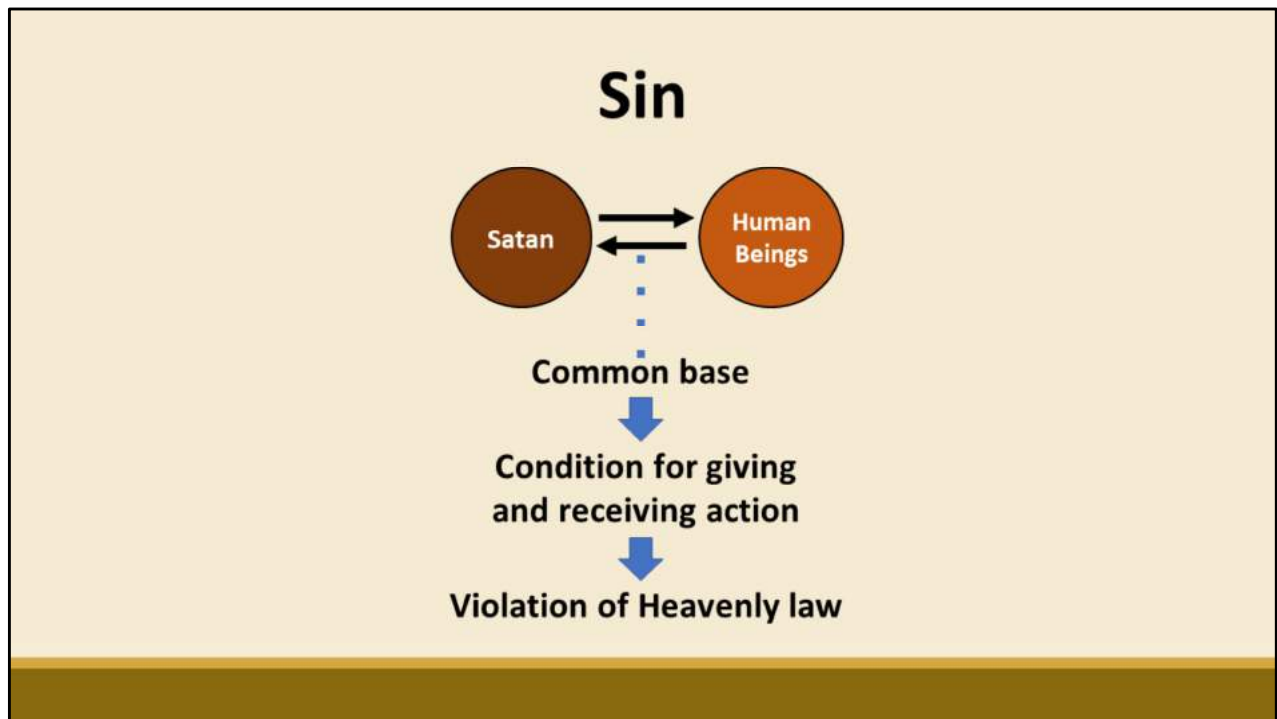 Sin
Satan
Human
Beings
Common base
Condition for giving
and receiving action
Violation of Heavenly law